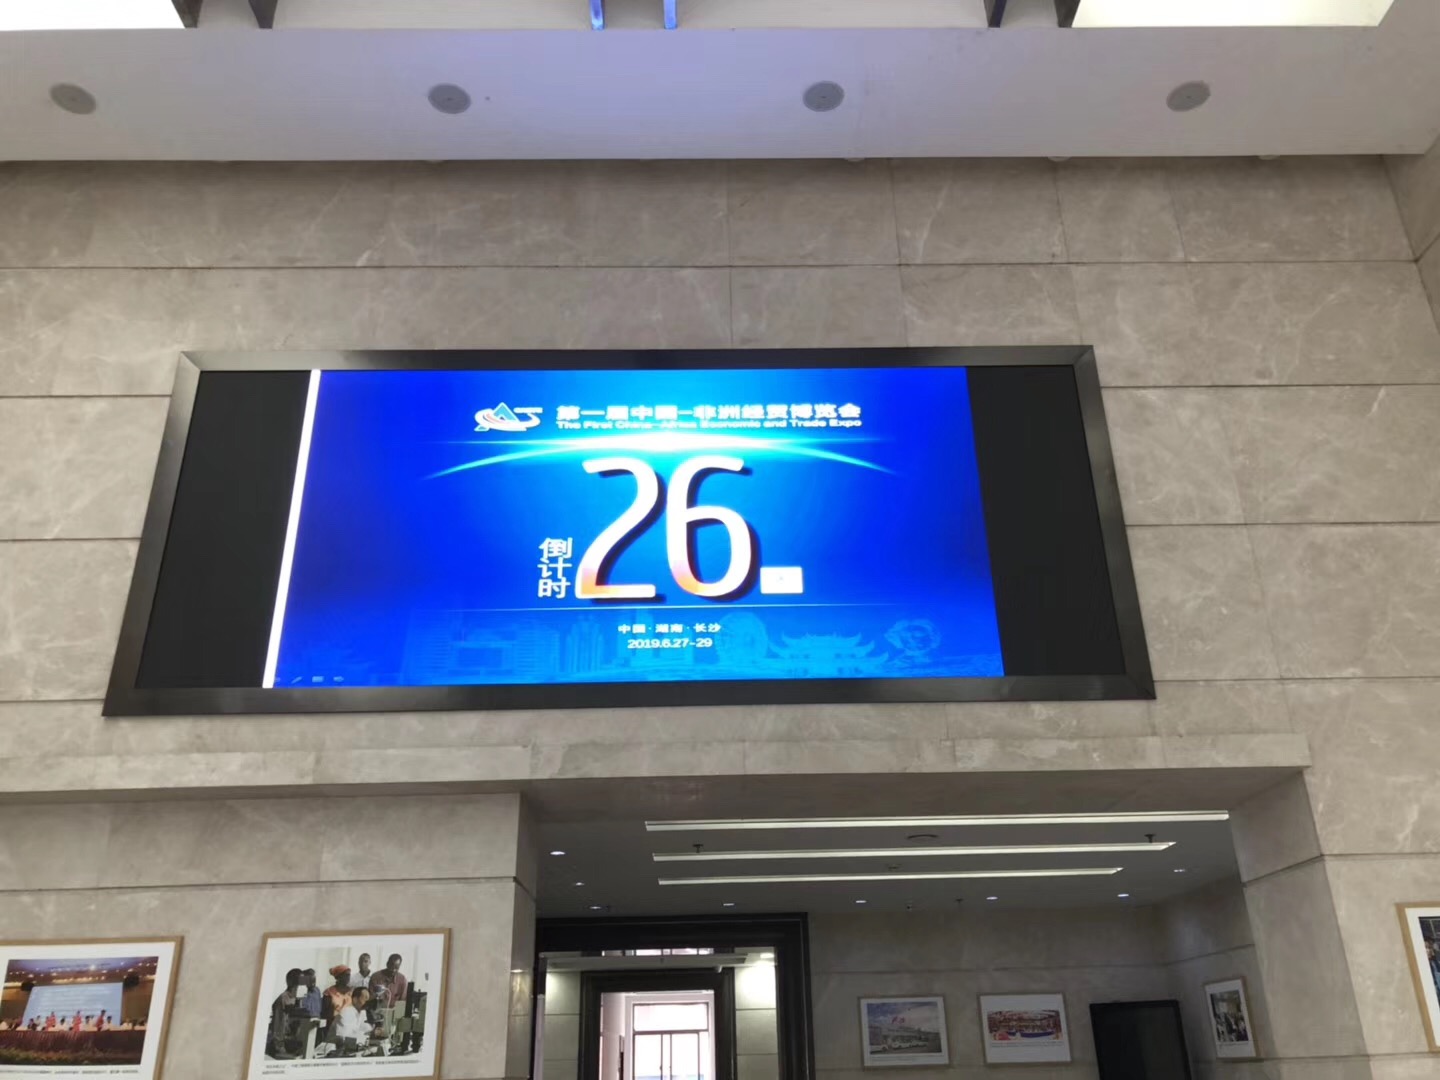 第一届中国-非洲经贸博览会
The First China-Africa Economic and Trade Expo
倒计时
26
中国·湖南·长沙
2019.6.27-29